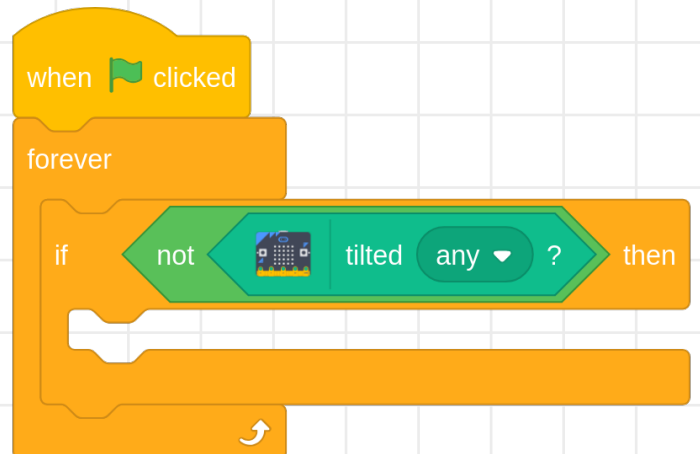 when clicked
forever
if not tilted any ? then